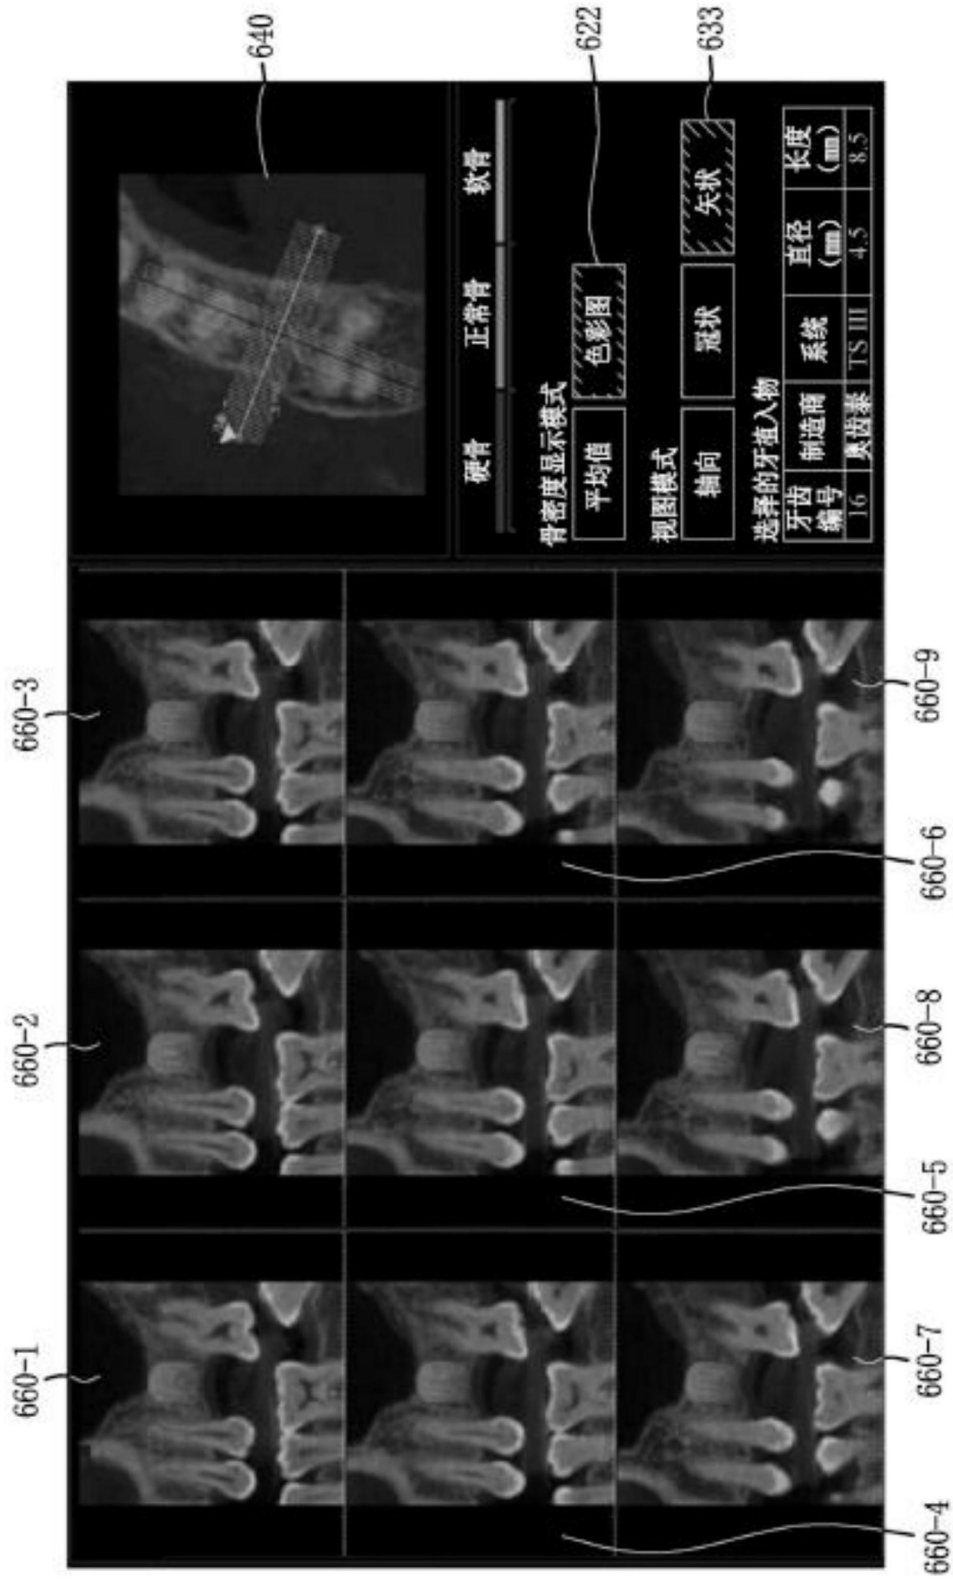 660-1
660-2
660-3
640
硬骨 正常骨 软骨
骨密度显示模式
平均值 色彩图
622
视图模式
轴向 冠状 矢状
633
选择的牙植入物
牙齿编号 制造商 系统 直径(mm) 长度(mm)
16 奥齿泰 TS III 4.5 8.5
660-4
660-7
660-5
660-8
660-6
660-9